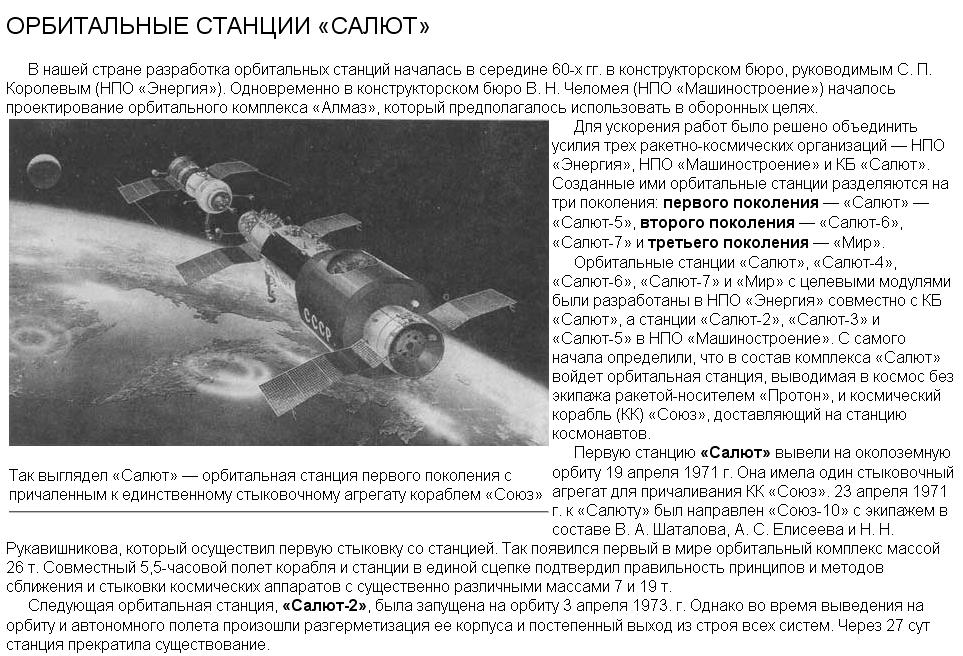 ОРБИТАЛЬНЫЕ СТАНЦИИ «САЛЮТ»
В нашей стране разработка орбитальных станций началась в середине 60-х гг. в конструкторском бюро, руководимым С. П.
Королевым (НПО «Энергия»). Одновременно в конструкторском бюро В. Н. Челомея (НПО «Машиностроение») началось
проектирование орбитального комплекса «Алмаз», который предполагалось использовать в оборонных целях.
Для ускорения работ было решено объединить
усилия трех ракетно-космических организаций — НПО
«Энергия», НПО «Машиностроение» и КБ «Салют».
Созданные ими орбитальные станции разделяются на
три поколения: первого поколения — «Салют» —
«Салют-5», второго поколения — «Салют-6»,
«Салют-7» и третьего поколения — «Мир».
Орбитальные станции «Салют», «Салют-4»,
«Салют-6», «Салют-7» и «Мир» с целевыми модулями
были разработаны в НПО «Энергия» совместно с КБ
«Салют», а станции «Салют-2», «Салют-3» и
«Салют-5» в НПО «Машиностроение». С самого
начала определили, что в состав комплекса «Салют»
войдет орбитальная станция, выводимая в космос без
экипажа ракетой-носителем «Протон», и космический
корабль (КК) «Союз», доставляющий на станцию
космонавтов.
Первую станцию «Салют» вывели на околоземную
орбиту 19 апреля 1971 г. Она имела один стыковочный
агрегат для причаливания КК «Союз». 23 апреля 1971
г. к «Салюту» был направлен «Союз-10» с экипажем в
составе В. А. Шаталова, А. С. Елисеева и Н. Н.
СССР
Так выглядел «Салют» — орбитальная станция первого поколения с
причаленным к единственному стыковочному агрегату кораблем «Союз»
Рукавишникова, который осуществил первую стыковку со станцией. Так появился первый в мире орбитальный комплекс массой
26 т. Совместный 5,5-часовой полет корабля и станции в единой сцепке подтвердил правильность принципов и методов
сближения и стыковки космических аппаратов с существенно различными массами 7 и 19 т.
Следующая орбитальная станция, «Салют-2», была запущена на орбиту 3 апреля 1973. г. Однако во время выведения на
орбиту и автономного полета произошли разгерметизация ее корпуса и постепенный выход из строя всех систем. Через 27 сут
станция прекратила существование.